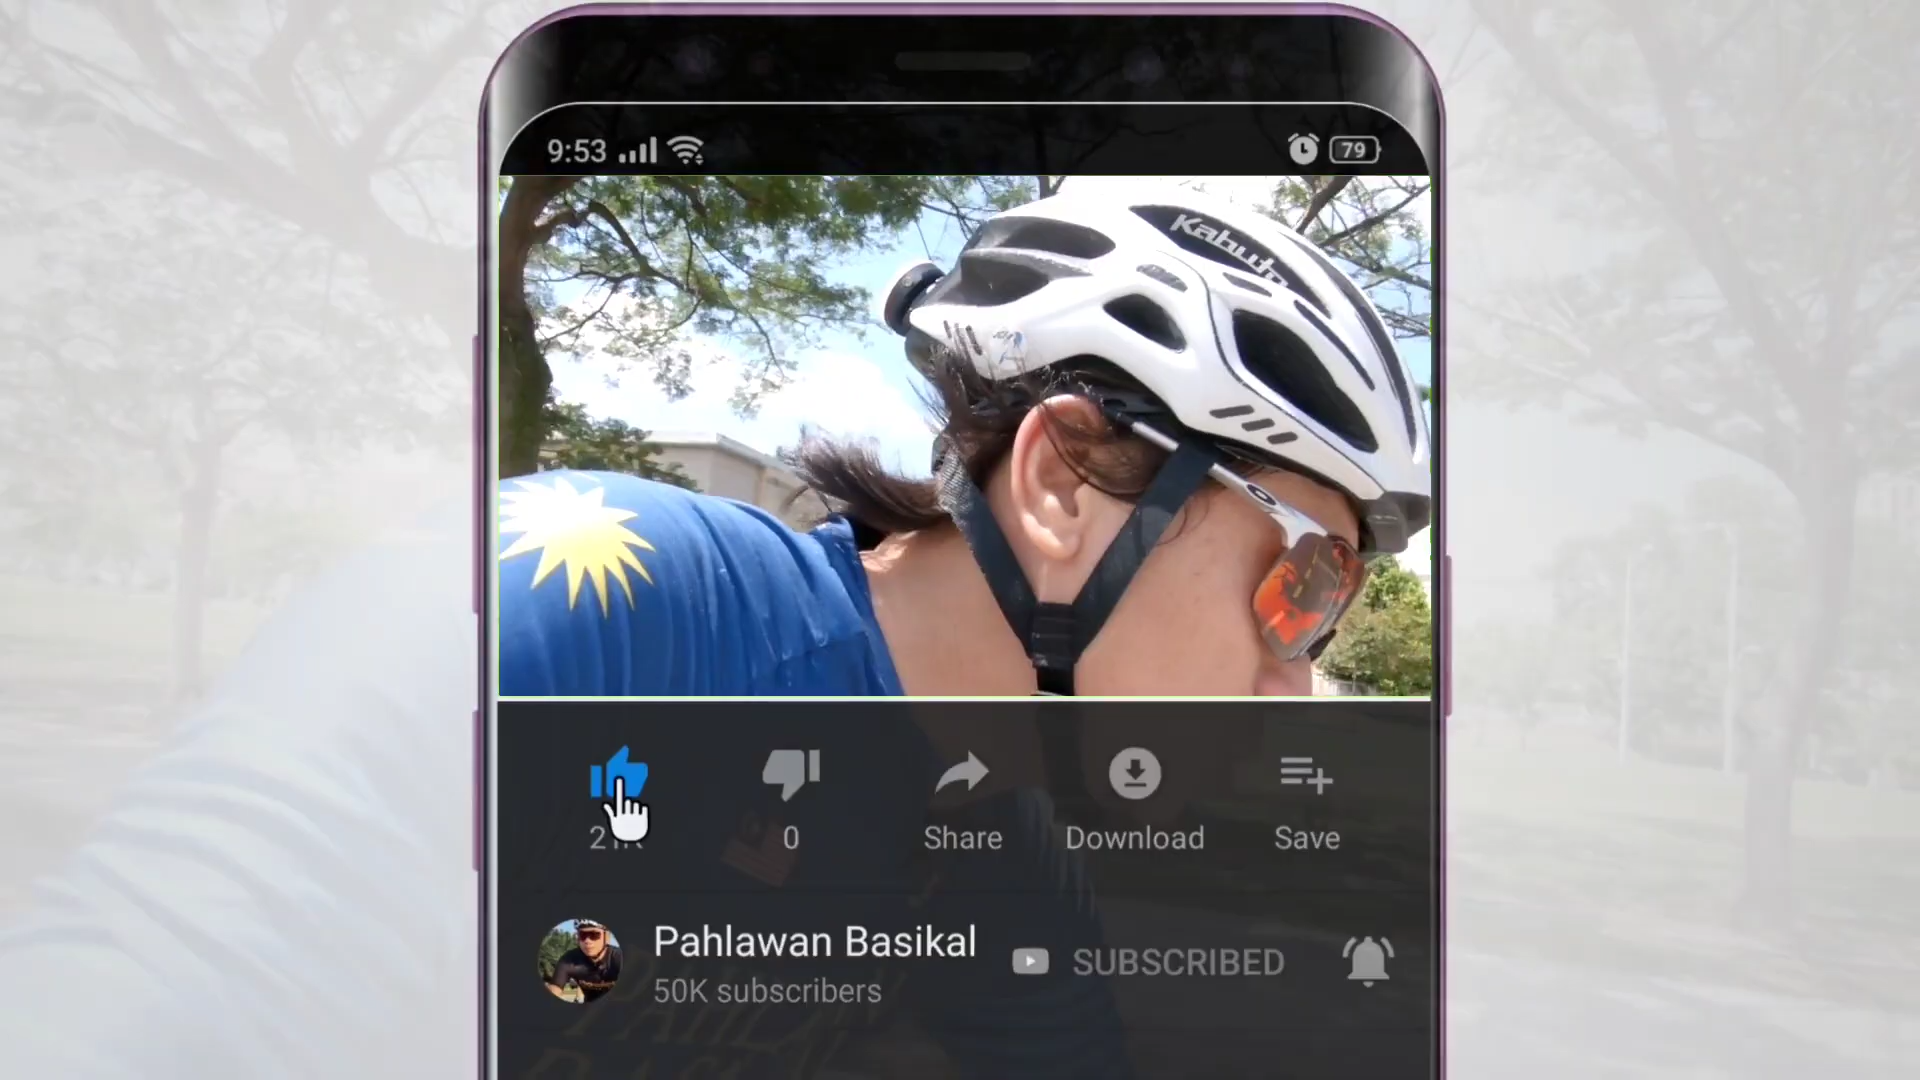 9:53
79
Kabuto
0
Share
Download
Save
Pahlawan Basikal
50K subscribers
SUBSCRIBED